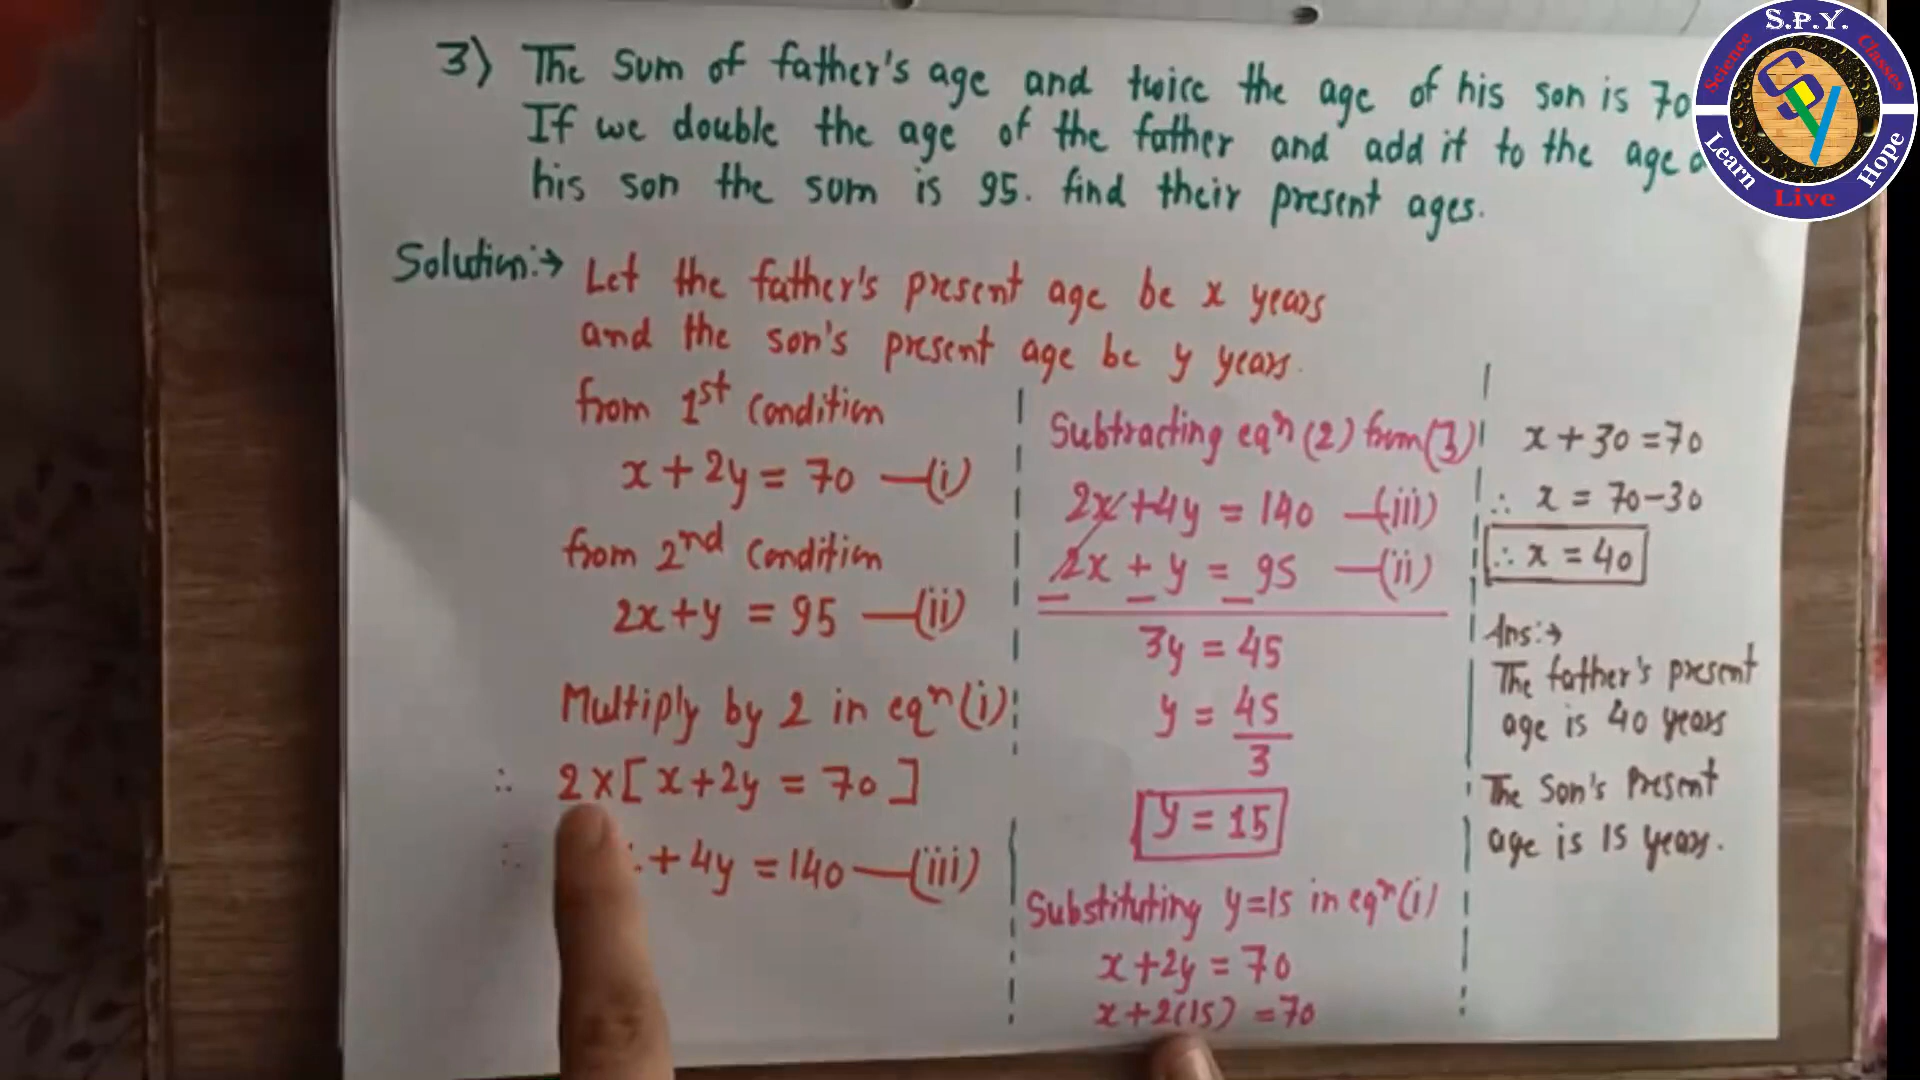 3) The sum of father's age and twice the age of his son is 70
If we double the age of the father and add it to the age
his son the sum is 95. find their present ages.
Solution:→ Let the father's present age be x years
and the son's present age be y years.
from 1st condition
x + 2y = 70 —(i)
from 2nd condition
2x + y = 95 —(ii)
Multiply by 2 in eqn (i)
∴ 2 x [ x + 2y = 70 ]
∴ + 4y = 140 —(iii)
Subtracting eqn (2) from (3)
2x + 4y = 140 —(iii)
2x + y = 95 —(ii)
— — —
3y = 45
y = 45
3
y = 15
Substituting y=15 in eqn (i)
x + 2y = 70
x + 2(15) = 70
x + 30 = 70
∴ x = 70 - 30
∴ x = 40
Ans:→
The father's present
age is 40 years
The Son's Present
age is 15 years.
S.P.Y.
Science
Classes
SPY
Learn
Live
Hope